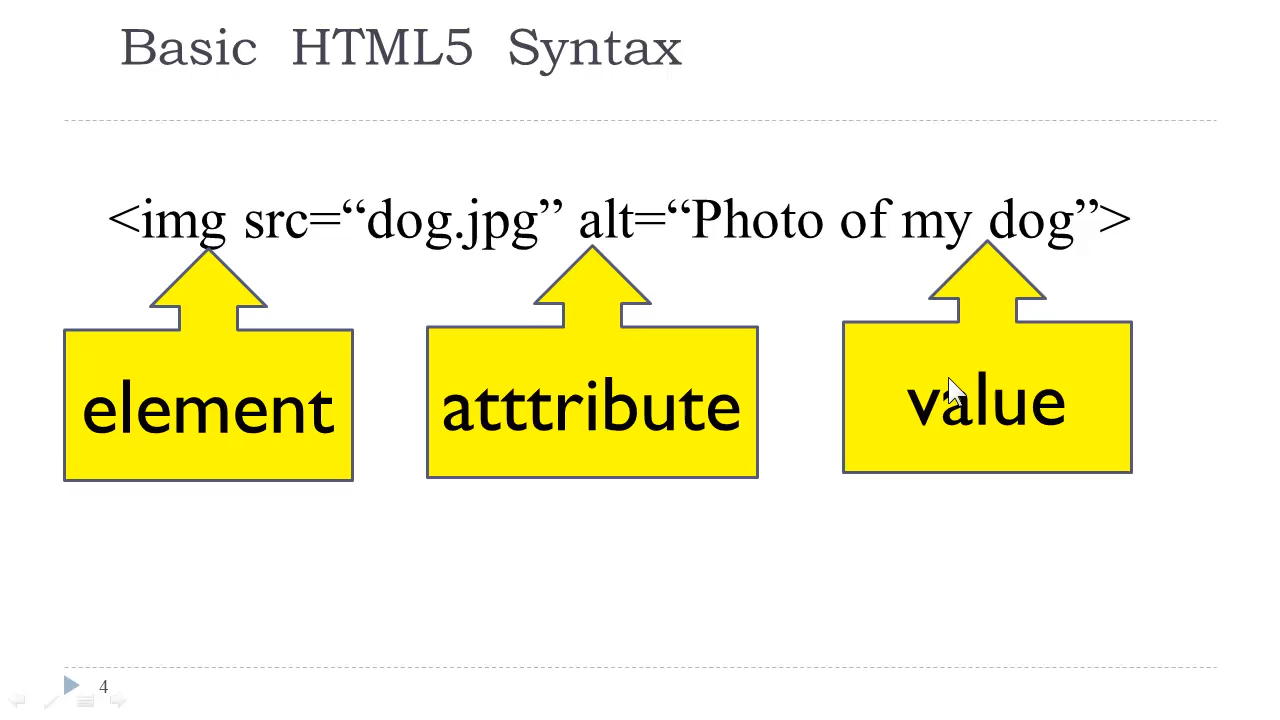 Basic HTML5 Syntax
<img src=“dog.jpg” alt=“Photo of my dog”>
element
atttribute
value
4